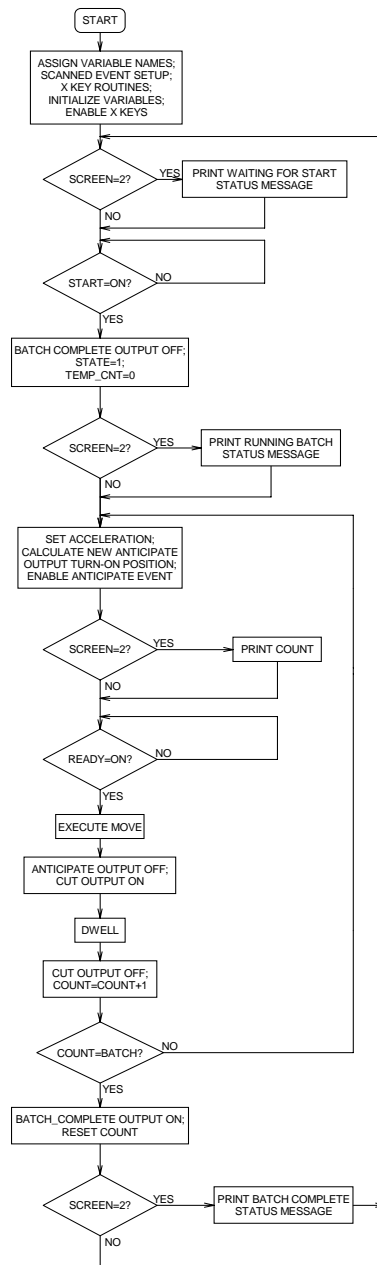 START
ASSIGN VARIABLE NAMES;
SCANNED EVENT SETUP;
X KEY ROUTINES;
INITIALIZE VARIABLES;
ENABLE X KEYS
SCREEN=2?
YES
PRINT WAITING FOR START
STATUS MESSAGE
NO
START=ON?
NO
YES
BATCH COMPLETE OUTPUT OFF;
STATE=1;
TEMP_CNT=0
SCREEN=2?
YES
PRINT RUNNING BATCH
STATUS MESSAGE
NO
SET ACCELERATION;
CALCULATE NEW ANTICIPATE
OUTPUT TURN-ON POSITION;
ENABLE ANTICIPATE EVENT
SCREEN=2?
YES
PRINT COUNT
NO
READY=ON?
NO
YES
EXECUTE MOVE
ANTICIPATE OUTPUT OFF;
CUT OUTPUT ON
DWELL
CUT OUTPUT OFF;
COUNT=COUNT+1
COUNT=BATCH?
NO
YES
BATCH_COMPLETE OUTPUT ON;
RESET COUNT
SCREEN=2?
YES
PRINT BATCH COMPLETE
STATUS MESSAGE
NO